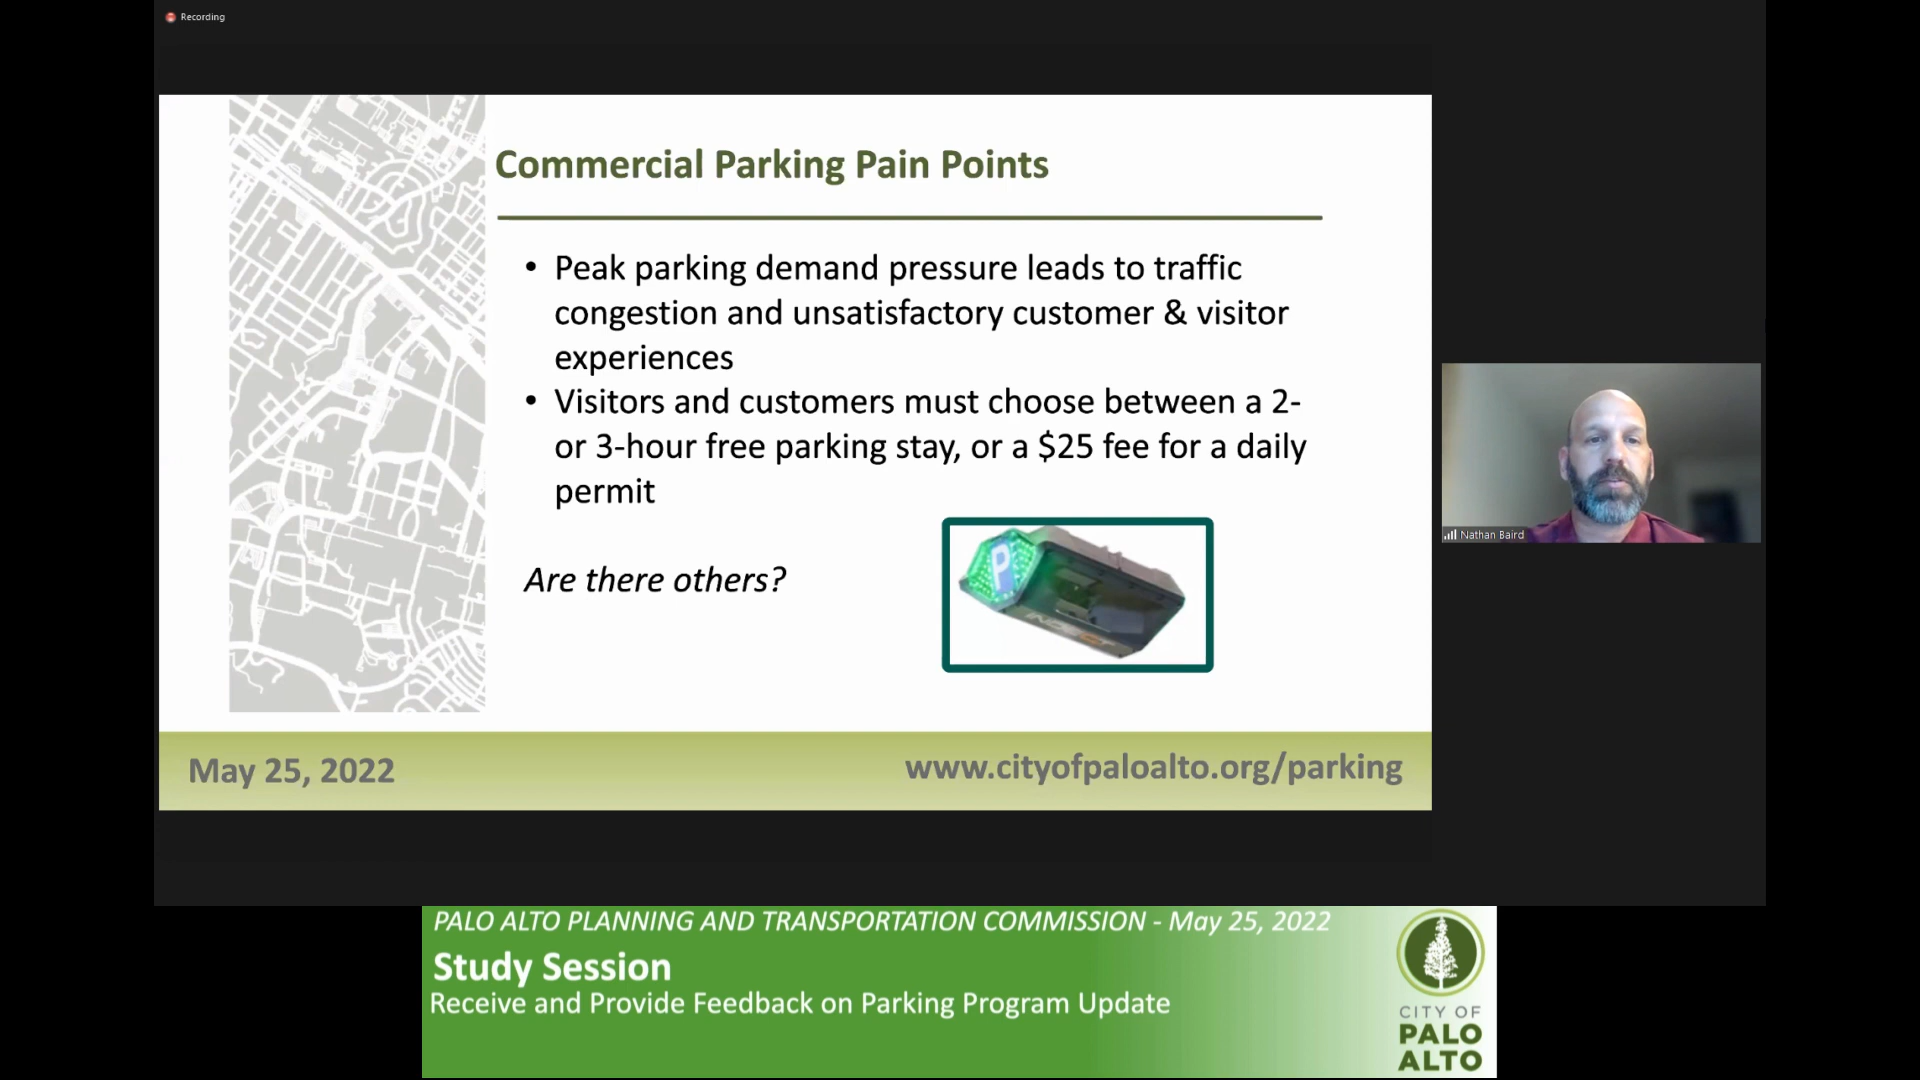 Recording
Commercial Parking Pain Points
• Peak parking demand pressure leads to traffic
congestion and unsatisfactory customer & visitor
experiences
• Visitors and customers must choose between a 2-
or 3-hour free parking stay, or a $25 fee for a daily
permit
Are there others?
P
May 25, 2022
www.cityofpaloalto.org/parking
Nathan Baird
PALO ALTO PLANNING AND TRANSPORTATION COMMISSION - May 25, 2022
Study Session
Receive and Provide Feedback on Parking Program Update
CITY OF
PALO
ALTO